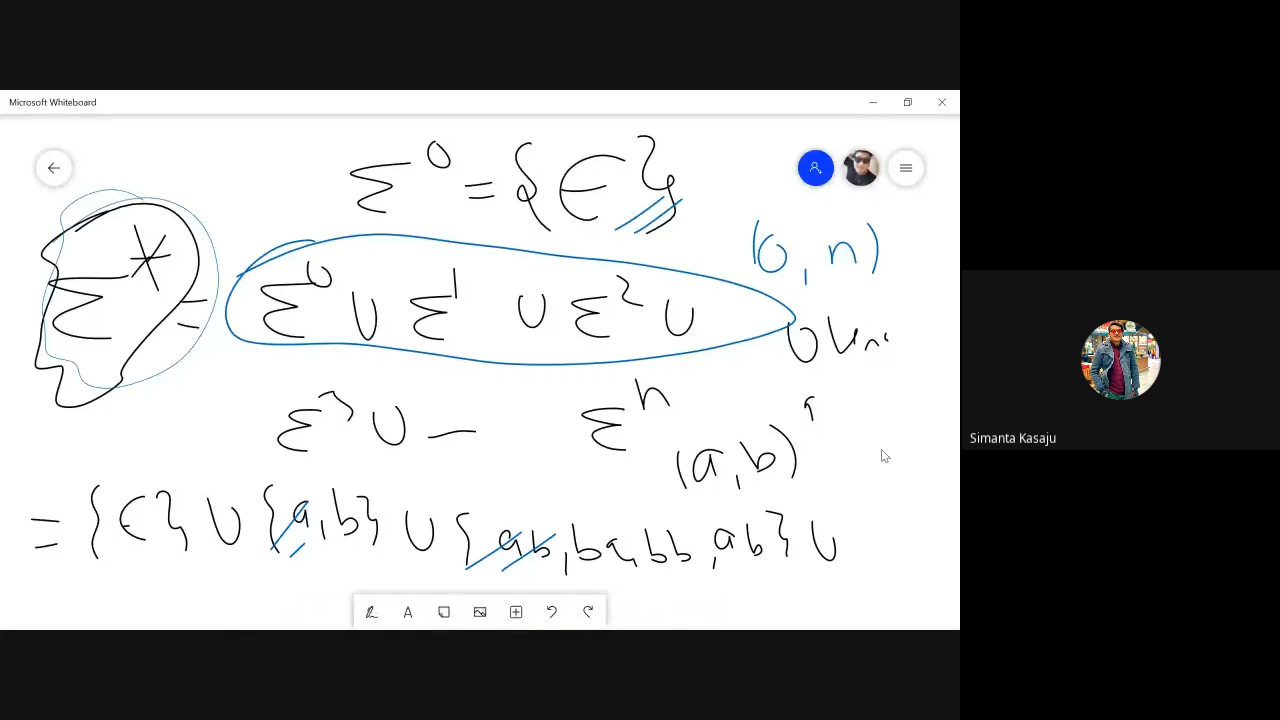 Microsoft Whiteboard
Σ⁰ = {ϵ}
(0, n)
Σ* = Σ⁰ ∪ Σ¹ ∪ Σ² ∪
Σ³ ∪ — Σⁿ
(a, b)
= {ϵ} ∪ {a, b} ∪ {ab, ba, bb, ab} ∪
Simanta Kasaju